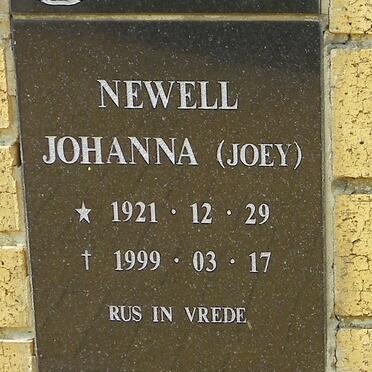 NEWELL
JOHANNA (JOEY)
★ 1921 · 12 · 29
† 1999 · 03 · 17
RUS IN VREDE